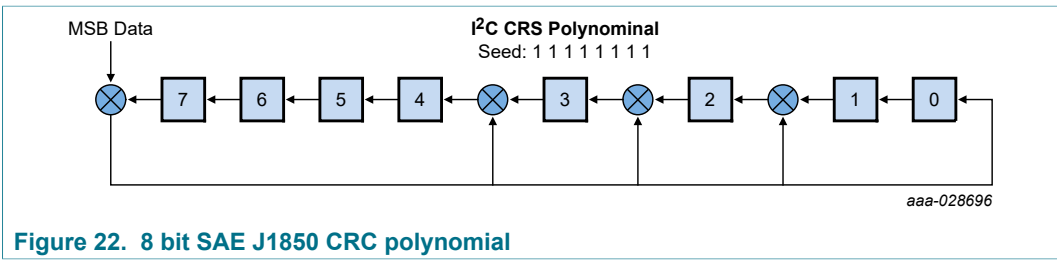 MSB Data
I²C CRS Polynominal
Seed: 1 1 1 1 1 1 1 1
7 6 5 4 3 2 1 0
aaa-028696
Figure 22. 8 bit SAE J1850 CRC polynomial